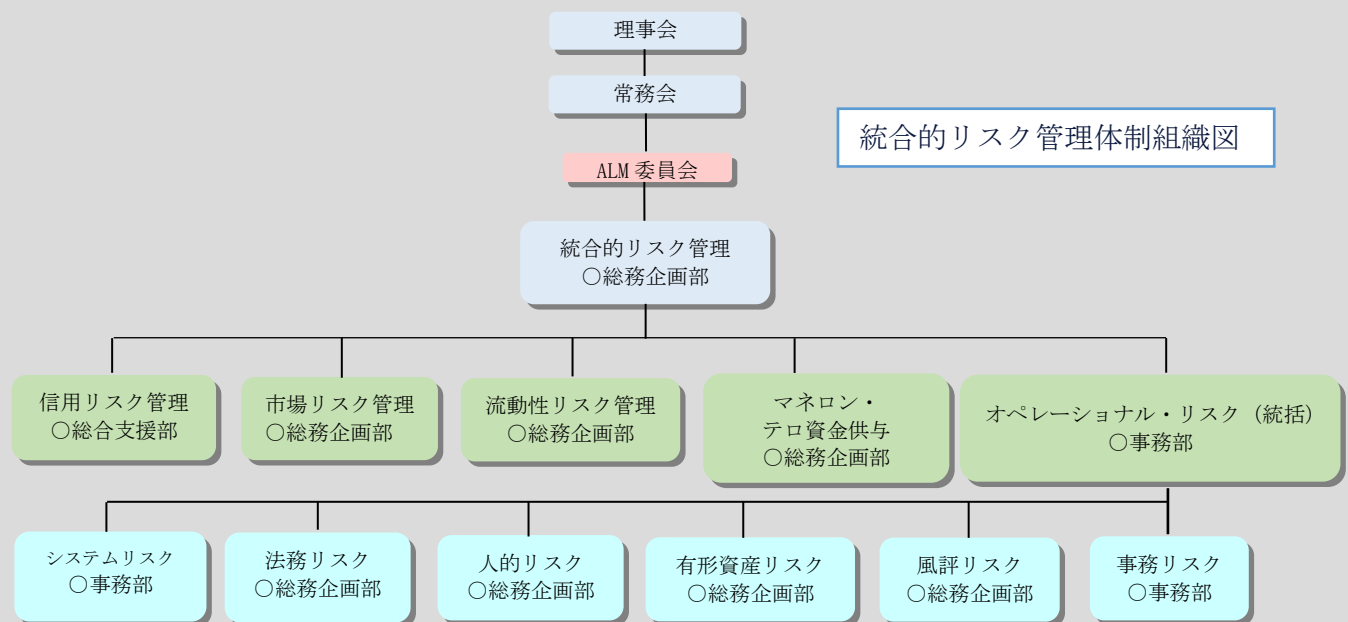 理事会
常務会
統合的リスク管理体制組織図
ALM委員会
統合的リスク管理
○総務企画部
信用リスク管理
○総合支援部
市場リスク管理
○総務企画部
流動性リスク管理
○総務企画部
マネロン・
テロ資金供与
○総務企画部
オペレーショナル・リスク（統括）
○事務部
システムリスク
○事務部
法務リスク
○総務企画部
人的リスク
○総務企画部
有形資産リスク
○総務企画部
風評リスク
○総務企画部
事務リスク
○事務部